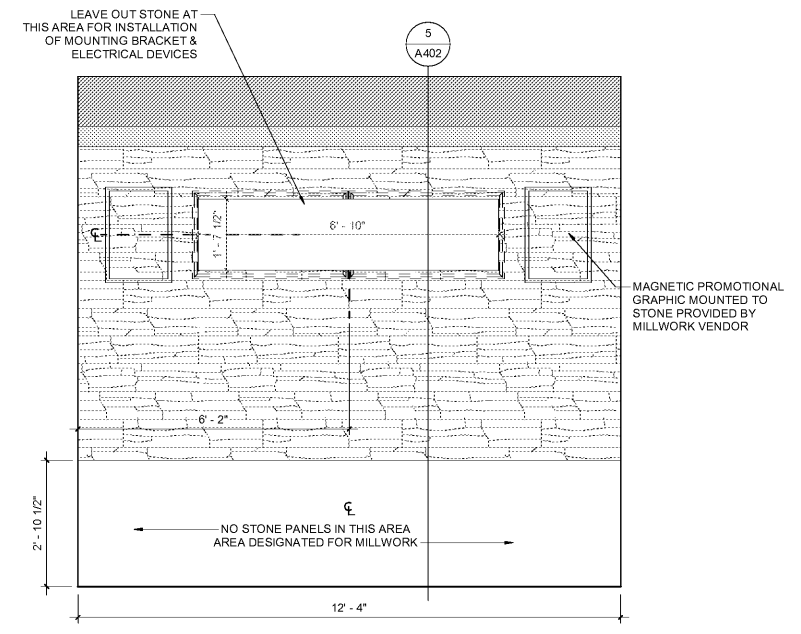 LEAVE OUT STONE AT
THIS AREA FOR INSTALLATION
OF MOUNTING BRACKET &
ELECTRICAL DEVICES
5
A402
1' - 7 1/2"
6' - 10"
MAGNETIC PROMOTIONAL
GRAPHIC MOUNTED TO
STONE PROVIDED BY
MILLWORK VENDOR
6' - 2"
2' - 10 1/2"
NO STONE PANELS IN THIS AREA
AREA DESIGNATED FOR MILLWORK
12' - 4"